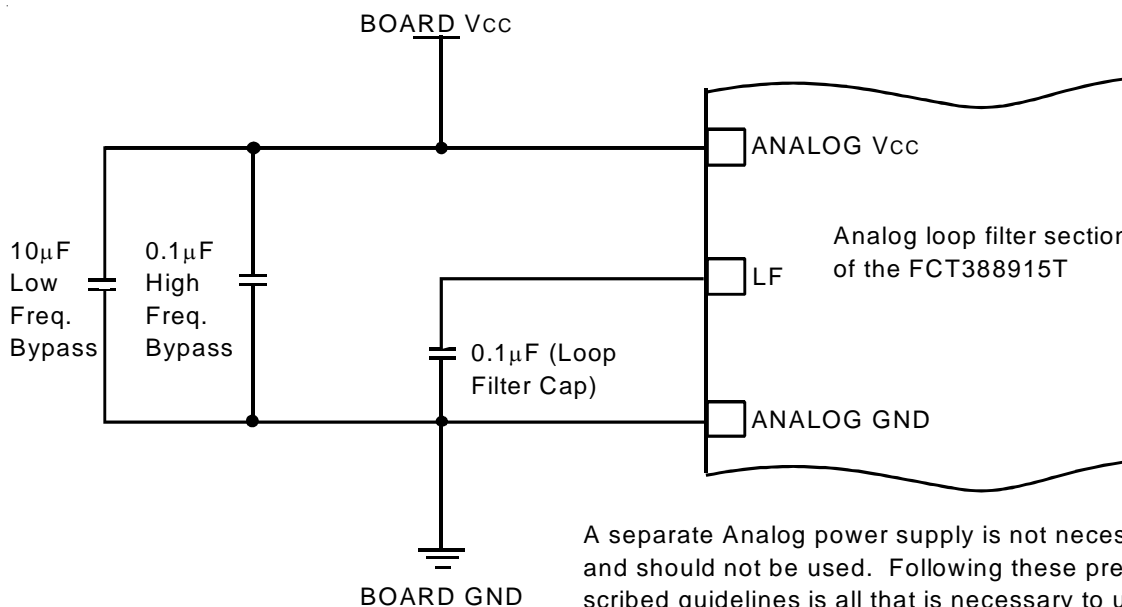 BOARD VCC
ANALOG VCC
10μF
Low
Freq.
Bypass
0.1μF
High
Freq.
Bypass
Analog loop filter section
of the FCT388915T
LF
0.1μF (Loop
Filter Cap)
ANALOG GND
BOARD GND
A separate Analog power supply is not neces
and should not be used. Following these pre
scribed guidelines is all that is necessary to u